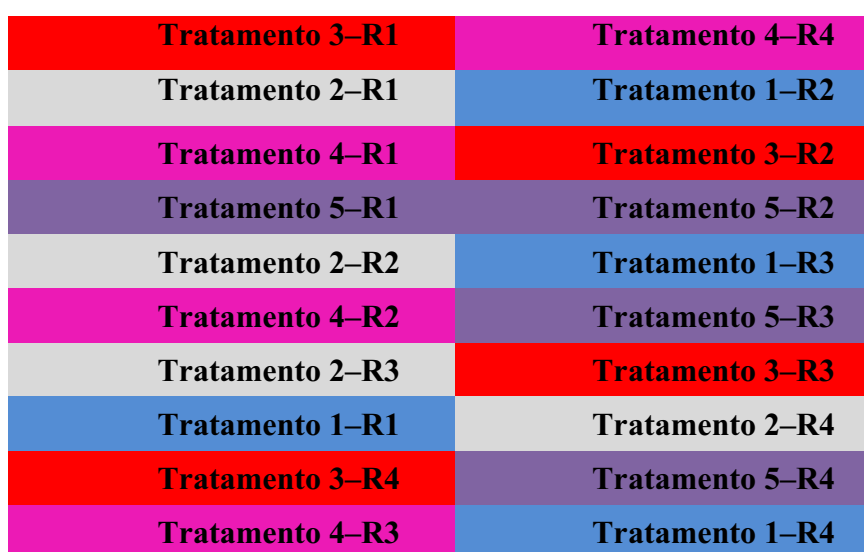 Tratamento 3–R1 Tratamento 4–R4
Tratamento 2–R1 Tratamento 1–R2
Tratamento 4–R1 Tratamento 3–R2
Tratamento 5–R1 Tratamento 5–R2
Tratamento 2–R2 Tratamento 1–R3
Tratamento 4–R2 Tratamento 5–R3
Tratamento 2–R3 Tratamento 3–R3
Tratamento 1–R1 Tratamento 2–R4
Tratamento 3–R4 Tratamento 5–R4
Tratamento 4–R3 Tratamento 1–R4